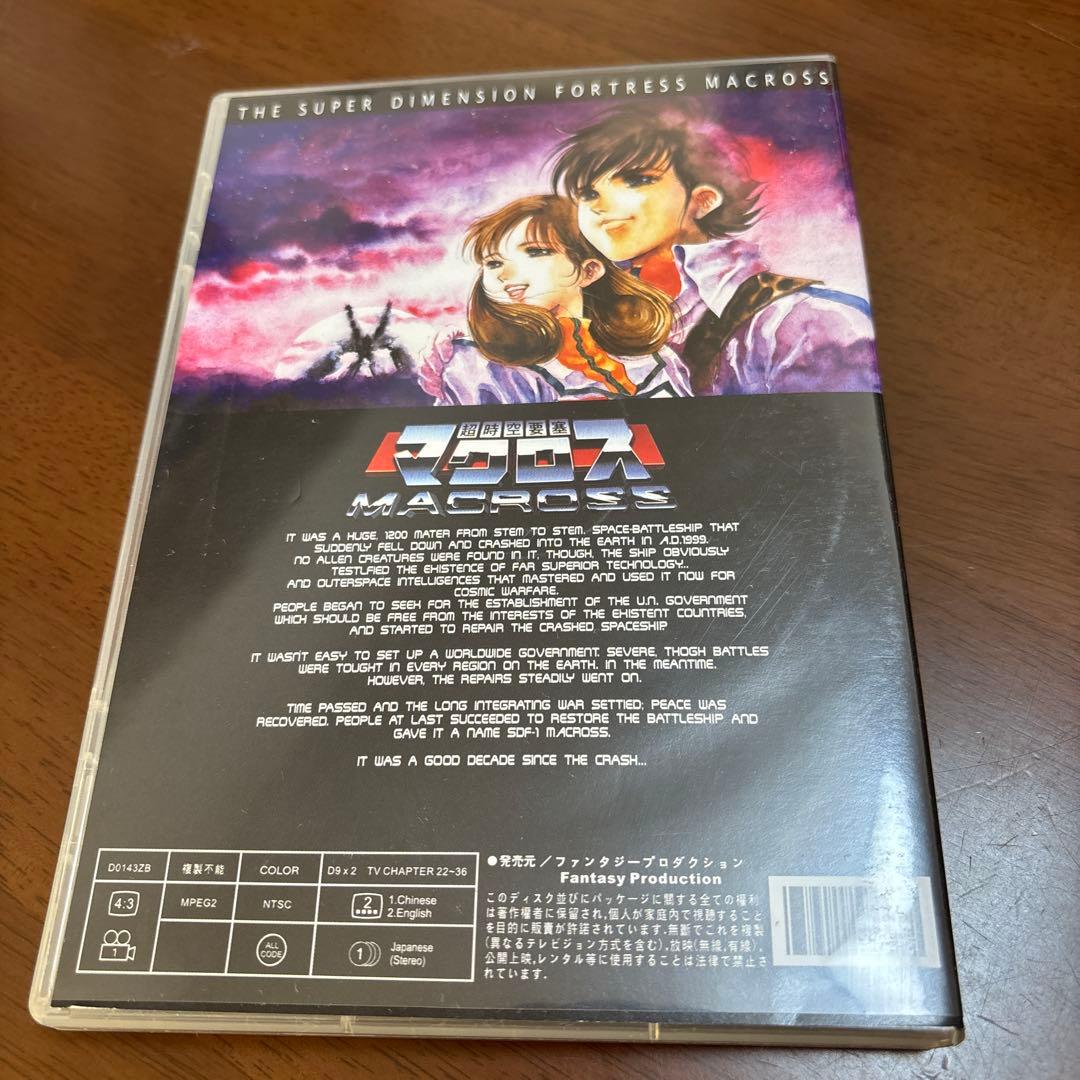 THE SUPER DIMENSION FORTRESS MACROSS
超時空要塞
マクロス
MACROSS
IT WAS A HUGE, 1200 MATER FROM STEM TO STEM, SPACE-BATTLESHIP THAT
SUDDENLY FELL DOWN AND CRASHED INTO THE EARTH IN A.D.1999.
NO ALLEN CREATURES WERE FOUND IN IT, THOUGH, THE SHIP OBVIOUSLY
TESTLFIED THE EHISTENCE OF FAR SUPERIOR TECHNOLOGY...
AND OUTERSPACE INTELLIGENCES THAT MASTERED AND USED IT NOW FOR
COSMIC WARFARE.
PEOPLE BEGAN TO SEEH FOR THE ESTABLISHMENT OF THE U.N. GOVERNMENT
WHICH SHOULD BE FREE FROM THE INTERESTS OF THE EHISTENT COUNTRIES,
AND STARTED TO REPAIR THE CRASHED SPACESHIP.
IT WASN'T EASY TO SET UP A WORLDWIDE GOVERNMENT. SEVERE, THOGH BATTLES
WERE TOUGHT IN EVERY REGION ON THE EARTH. IN THE MEANTIME.
HOWEVER, THE REPAIRS STEADILY WENT ON.
TIME PASSED AND THE LONG INTEGRATING WAR SETTIED; PEACE WAS
RECOVERED. PEOPLE AT LAST SUCCEEDED TO RESTORE THE BATTLESHIP AND
GAVE IT A NAME SDF-1 MACROSS.
IT WAS A GOOD DECADE SINCE THE CRASH...
D0143ZB 複製不能 COLOR D9 x 2 TV CHAPTER 22~36
4:3 MPEG2 NTSC 2 1.Chinese
2.English
1 ALL CODE 1 Japanese
(Stereo)
●発売元/ファンタジープロダクション
Fantasy Production
このディスク並びにパッケージに関する全ての権利
は著作權者に保留され,個人が家庭内で視聴すること
を目的に販賣が許諾されています.無斷でこれを複製
(異なるテレビジョン方式を含む),放映(無線,有線),
公開上映,レンタル等に使用することは法律で禁止さ
れています.